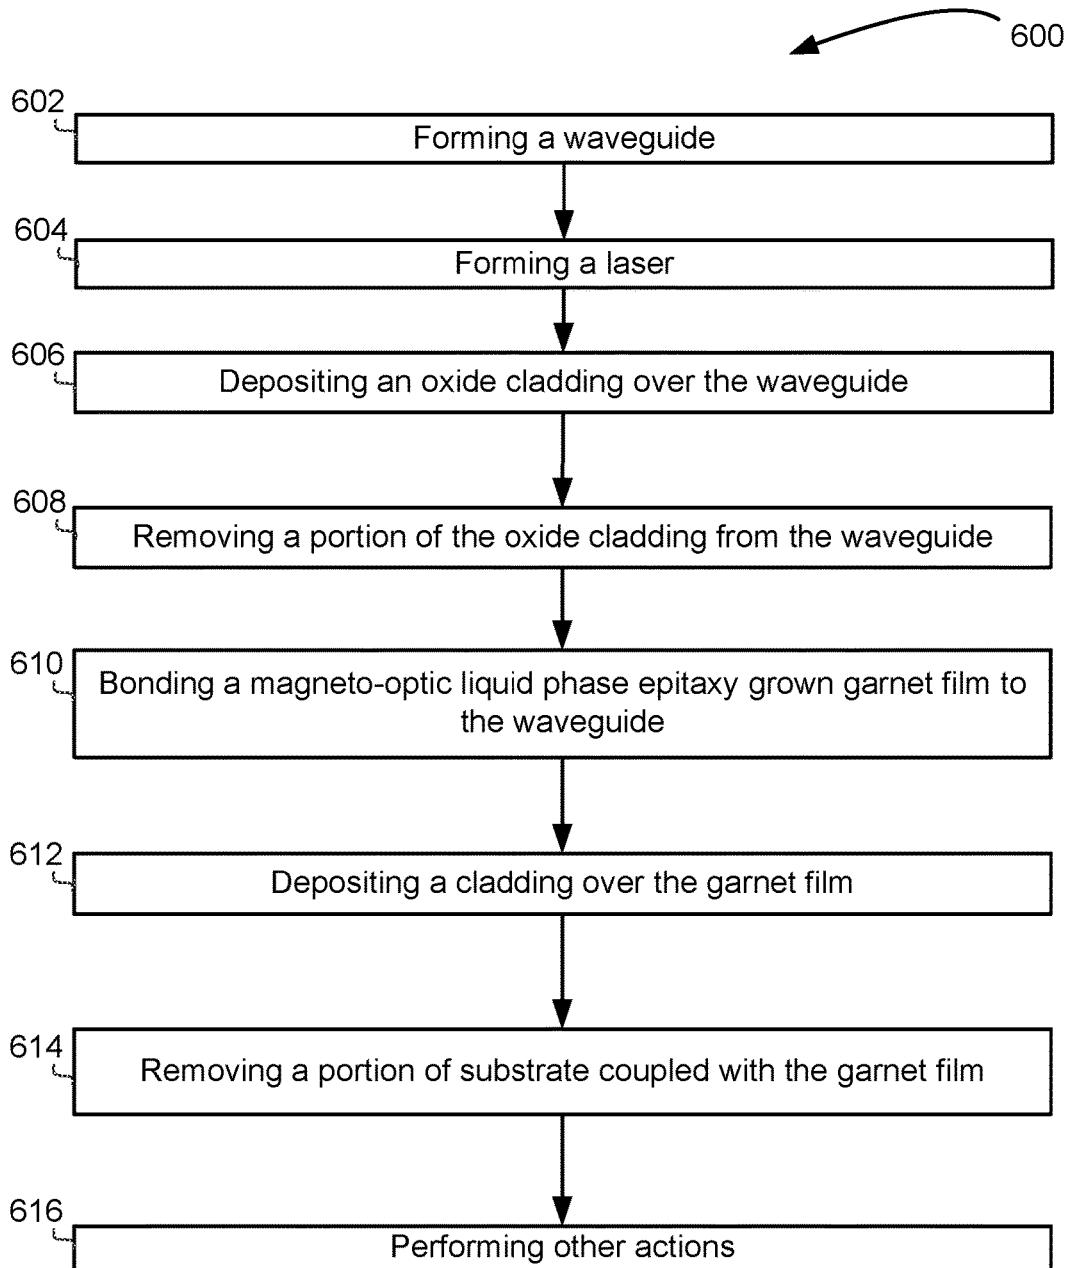 600
602
Forming a waveguide
604
Forming a laser
606
Depositing an oxide cladding over the waveguide
608
Removing a portion of the oxide cladding from the waveguide
610
Bonding a magneto-optic liquid phase epitaxy grown garnet film to
the waveguide
612
Depositing a cladding over the garnet film
614
Removing a portion of substrate coupled with the garnet film
616
Performing other actions